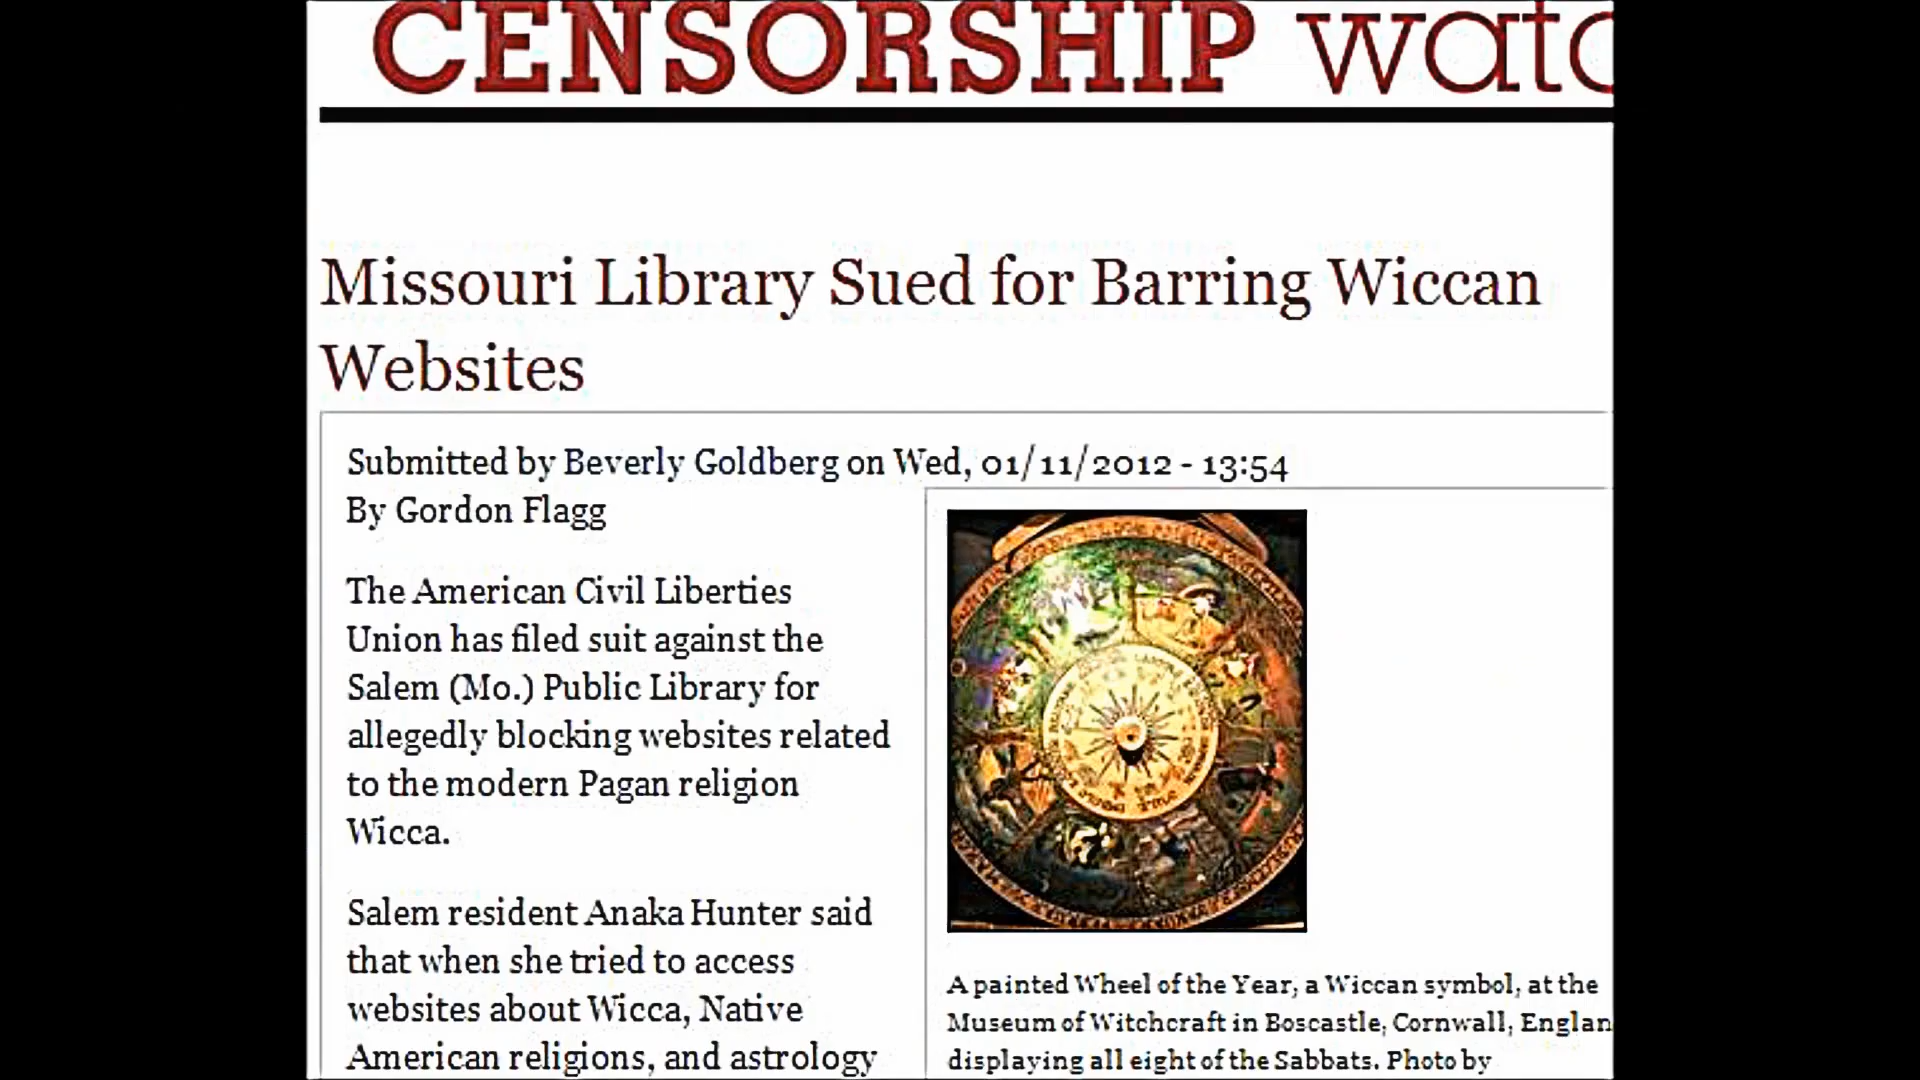 CENSORSHIP watc
Missouri Library Sued for Barring Wiccan
Websites
Submitted by Beverly Goldberg on Wed, 01/11/2012 - 13:54
By Gordon Flagg
The American Civil Liberties
Union has filed suit against the
Salem (Mo.) Public Library for
allegedly blocking websites related
to the modern Pagan religion
Wicca.
Salem resident Anaka Hunter said
that when she tried to access
websites about Wicca, Native
American religions, and astrology
A painted Wheel of the Year, a Wiccan symbol, at the
Museum of Witchcraft in Boscastle, Cornwall, Englan
displaying all eight of the Sabbats. Photo by